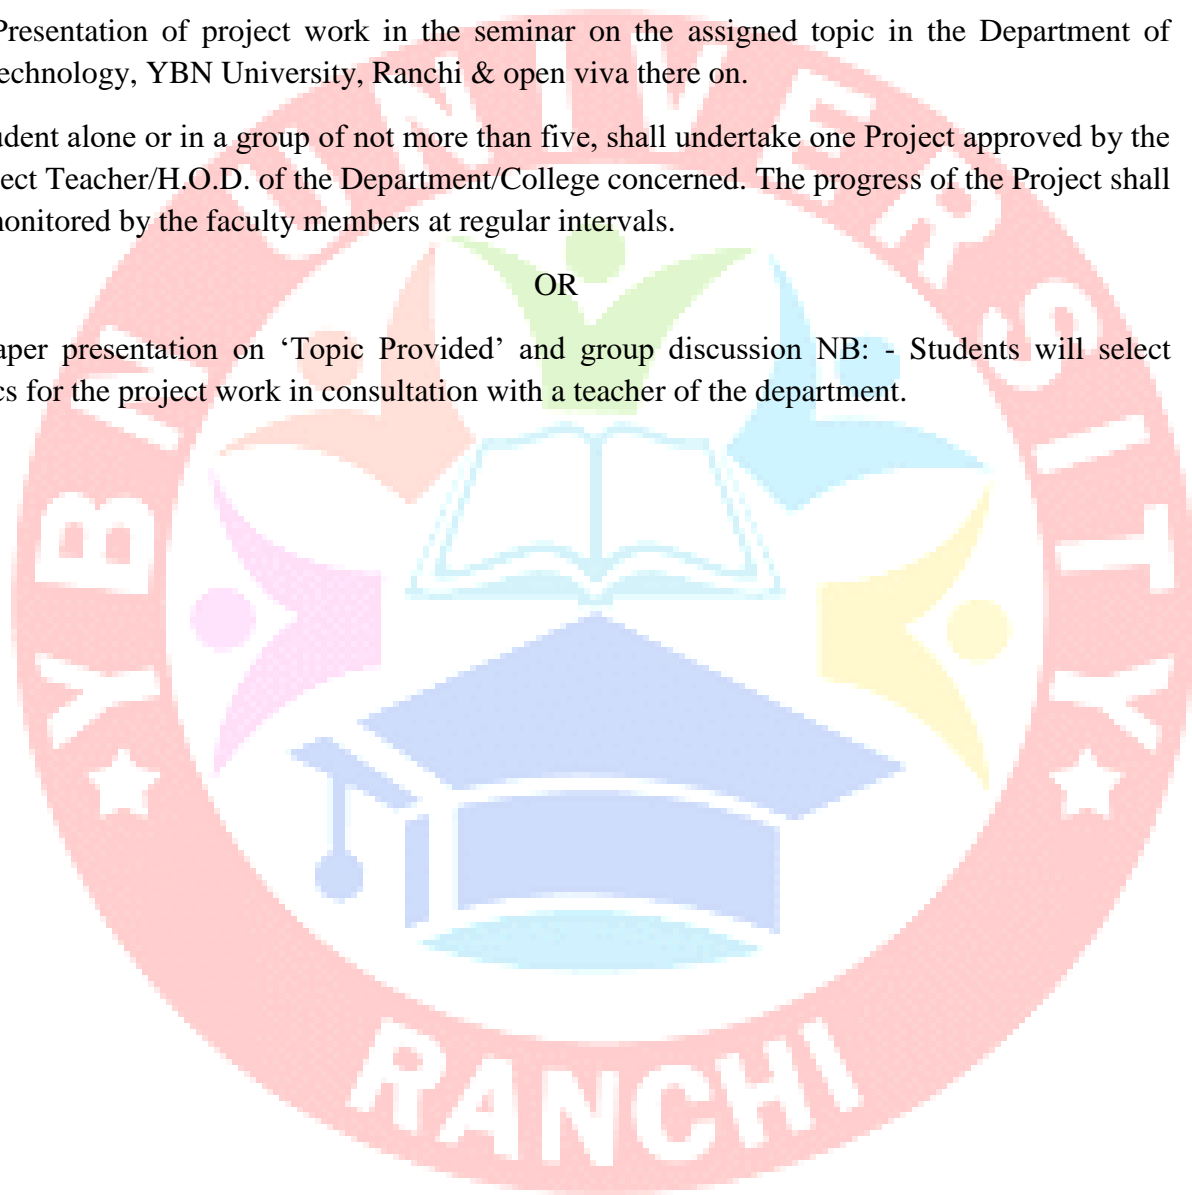 Presentation of project work in the seminar on the assigned topic in the Department of
echnology, YBN University, Ranchi & open viva there on.
udent alone or in a group of not more than five, shall undertake one Project approved by the
ect Teacher/H.O.D. of the Department/College concerned. The progress of the Project shall
monitored by the faculty members at regular intervals.
OR
aper presentation on ‘Topic Provided’ and group discussion NB: - Students will select
cs for the project work in consultation with a teacher of the department.
YBN UNIVERSITY
RANCHI